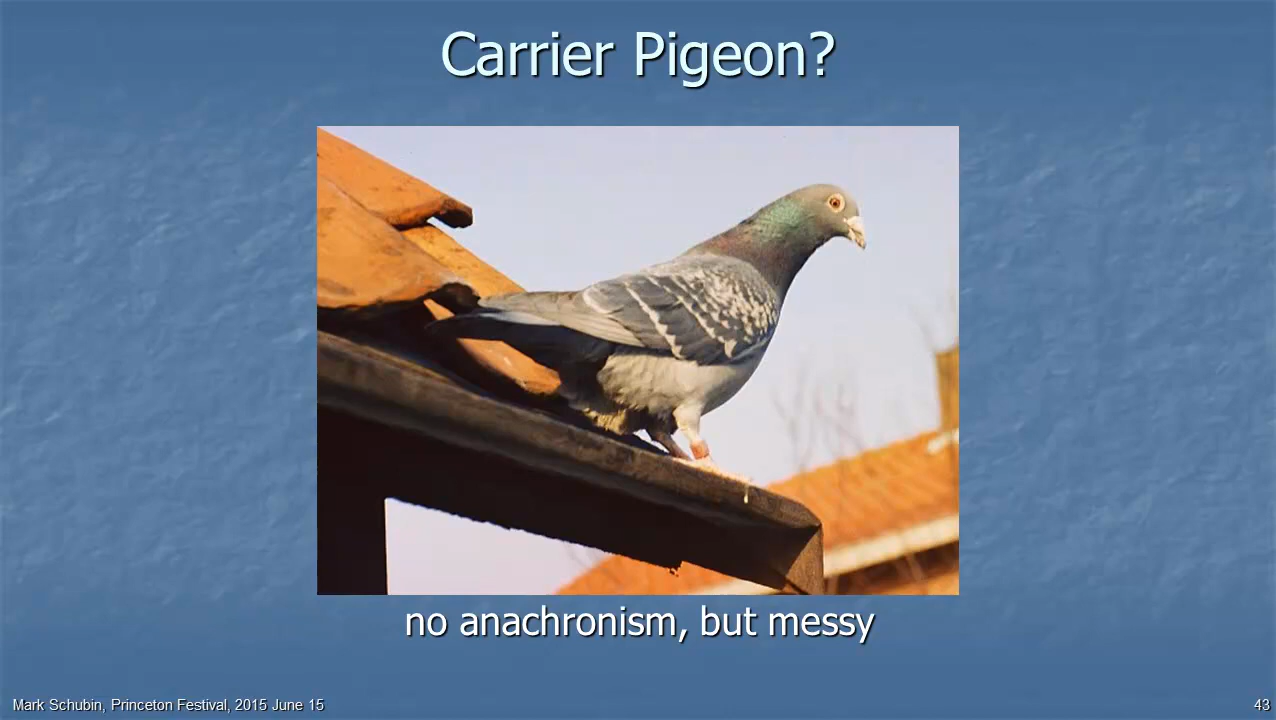 Carrier Pigeon?
no anachronism, but messy
Mark Schubin, Princeton Festival, 2015 June 15
43